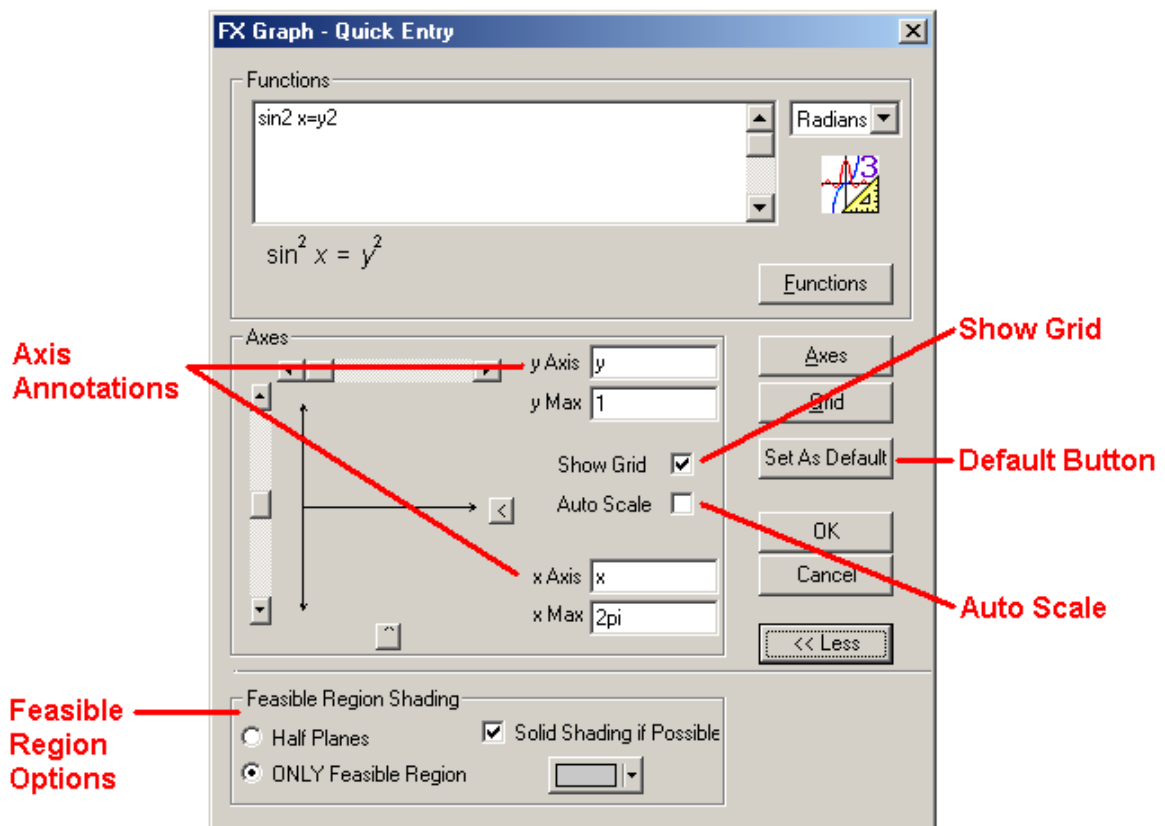 FX Graph - Quick Entry
Functions
sin2 x=y2
Radians
sin² x = y²
Functions
Axes
y Axis y
y Max 1
Show Grid
Auto Scale
<
x Axis x
x Max 2pi
^
Axes
Grid
Set As Default
OK
Cancel
<< Less
Feasible Region Shading
Half Planes
Solid Shading if Possible
ONLY Feasible Region
Axis
Annotations
Show Grid
Default Button
Auto Scale
Feasible
Region
Options